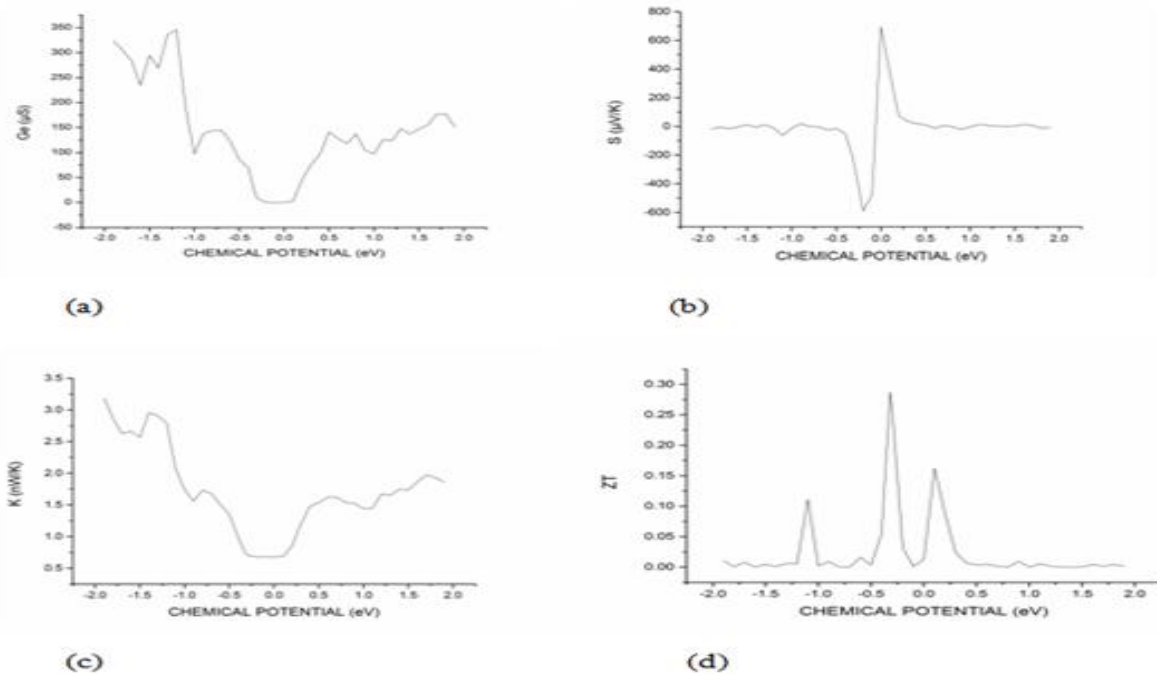 Ge (µS)
350
300
250
200
150
100
50
0
-50
-2.0 -1.5 -1.0 -0.5 0.0 0.5 1.0 1.5 2.0
CHEMICAL POTENTIAL (eV)
(a)
S (µV/K)
800
600
400
200
0
-200
-400
-600
-2.0 -1.5 -1.0 -0.5 0.0 0.5 1.0 1.5 2.0
CHEMICAL POTENTIAL (eV)
(b)
K (nW/K)
3.5
3.0
2.5
2.0
1.5
1.0
0.5
-2.0 -1.5 -1.0 -0.5 0.0 0.5 1.0 1.5 2.0
CHEMICAL POTENTIAL (eV)
(c)
ZT
0.30
0.25
0.20
0.15
0.10
0.05
0.00
-2.0 -1.5 -1.0 -0.5 0.0 0.5 1.0 1.5 2.0
CHEMICAL POTENTIAL (eV)
(d)